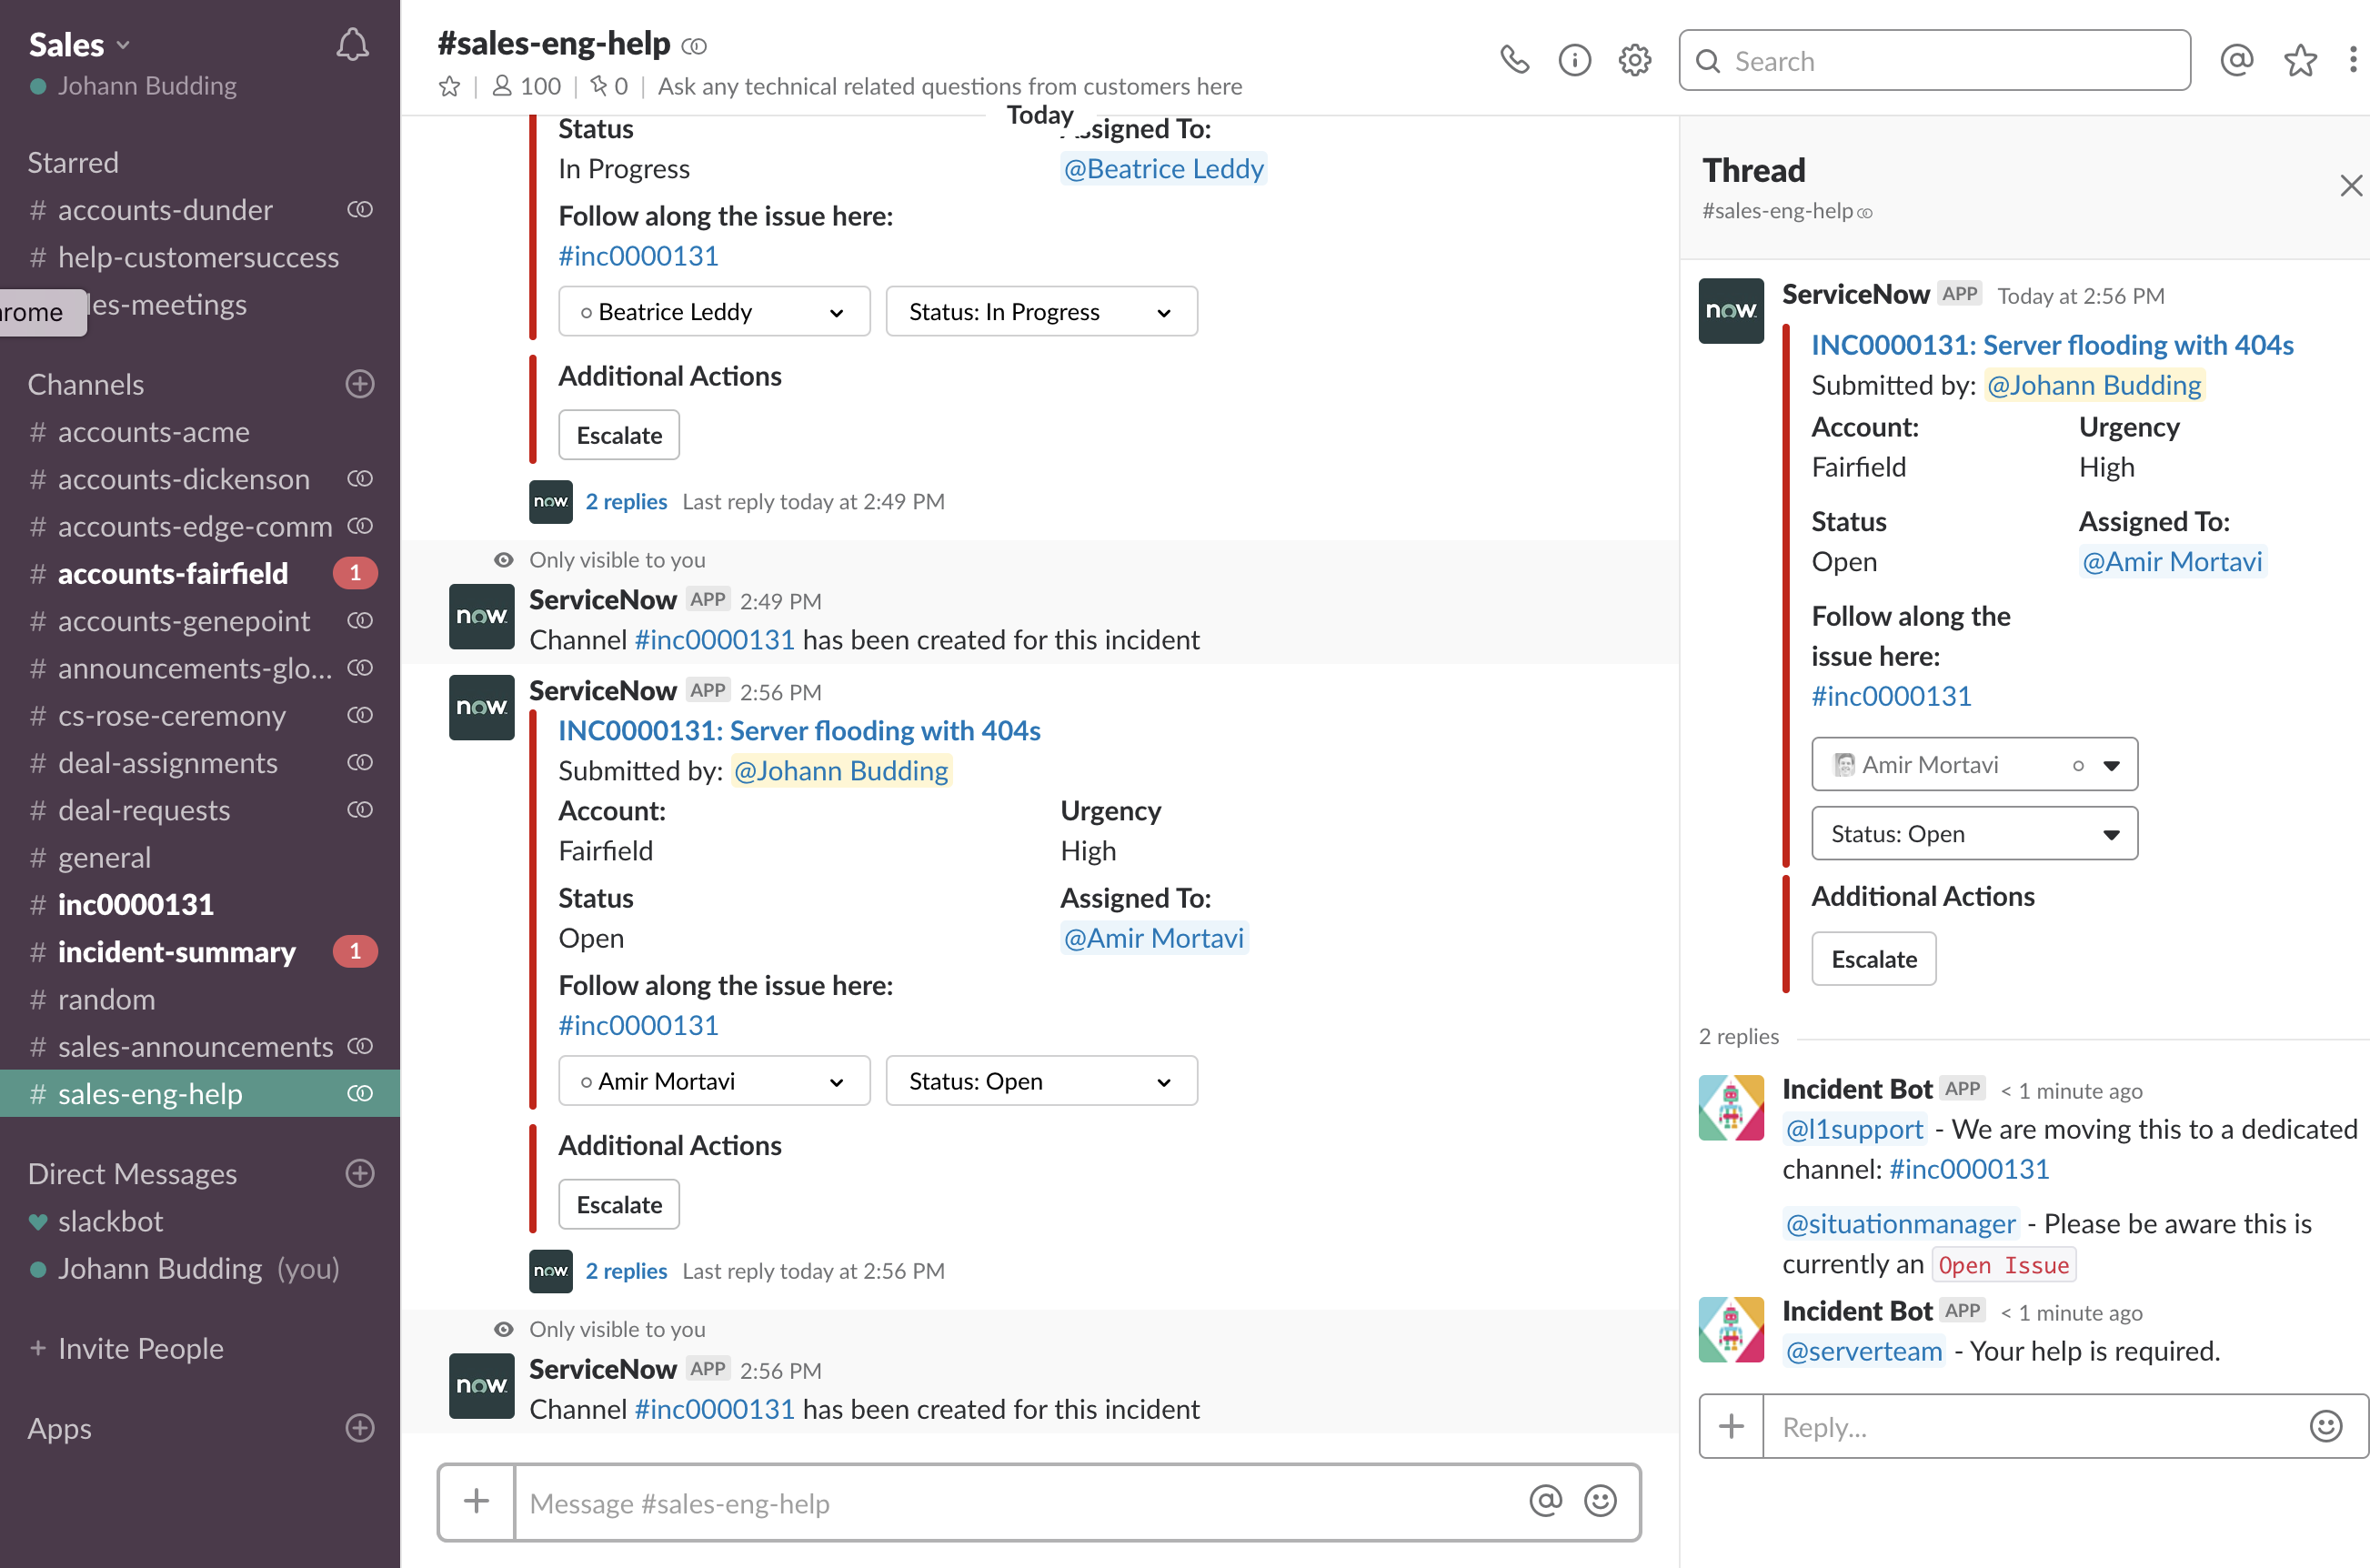 Sales
Johann Budding
Starred
# accounts-dunder
# help-customersuccess
les-meetings
rome
Channels
# accounts-acme
# accounts-dickenson
# accounts-edge-comm
# accounts-fairfield 1
# accounts-genepoint
# announcements-glo...
# cs-rose-ceremony
# deal-assignments
# deal-requests
# general
# inc0000131
# incident-summary 1
# random
# sales-announcements
# sales-eng-help
Direct Messages
slackbot
Johann Budding (you)
+ Invite People
Apps
#sales-eng-help
100 | 0 | Ask any technical related questions from customers here
Search
Today
Status
Assigned To:
In Progress
@Beatrice Leddy
Follow along the issue here:
#inc0000131
Beatrice Leddy
Status: In Progress
Additional Actions
Escalate
now. 2 replies Last reply today at 2:49 PM
Only visible to you
now. ServiceNow APP 2:49 PM
Channel #inc0000131 has been created for this incident
now. ServiceNow APP 2:56 PM
INC0000131: Server flooding with 404s
Submitted by: @Johann Budding
Account:
Urgency
Fairfield
High
Status
Assigned To:
Open
@Amir Mortavi
Follow along the issue here:
#inc0000131
Amir Mortavi
Status: Open
Additional Actions
Escalate
now. 2 replies Last reply today at 2:56 PM
Only visible to you
now. ServiceNow APP 2:56 PM
Channel #inc0000131 has been created for this incident
Message #sales-eng-help
Thread
#sales-eng-help
now. ServiceNow APP Today at 2:56 PM
INC0000131: Server flooding with 404s
Submitted by: @Johann Budding
Account:
Urgency
Fairfield
High
Status
Assigned To:
Open
@Amir Mortavi
Follow along the
issue here:
#inc0000131
Amir Mortavi
Status: Open
Additional Actions
Escalate
2 replies
Incident Bot APP < 1 minute ago
@l1support - We are moving this to a dedicated
channel: #inc0000131
@situationmanager - Please be aware this is
currently an Open Issue
Incident Bot APP < 1 minute ago
@serverteam - Your help is required.
Reply...